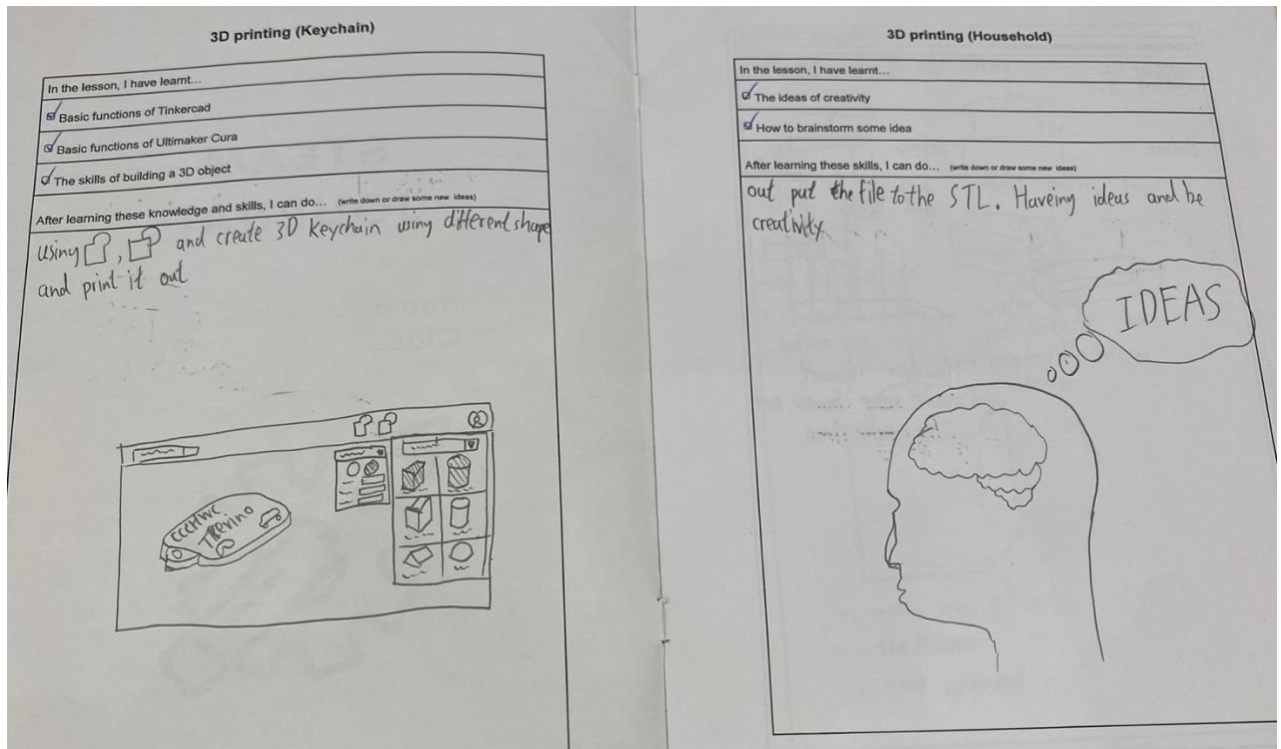 3D printing (Keychain)
In the lesson, I have learnt...
Basic functions of Tinkercad
Basic functions of Ultimaker Cura
The skills of building a 3D object
After learning these knowledge and skills, I can do... (write down or draw some new ideas)
using , and create 3D Keychain using different shape
and print it out
CCCHWC
3D printing (Household)
In the lesson, I have learnt...
The ideas of creativity
How to brainstorm some idea
After learning these skills, I can do... (write down or draw some new ideas)
out put the file to the STL. Haveing ideas and be
creativity.
IDEAS